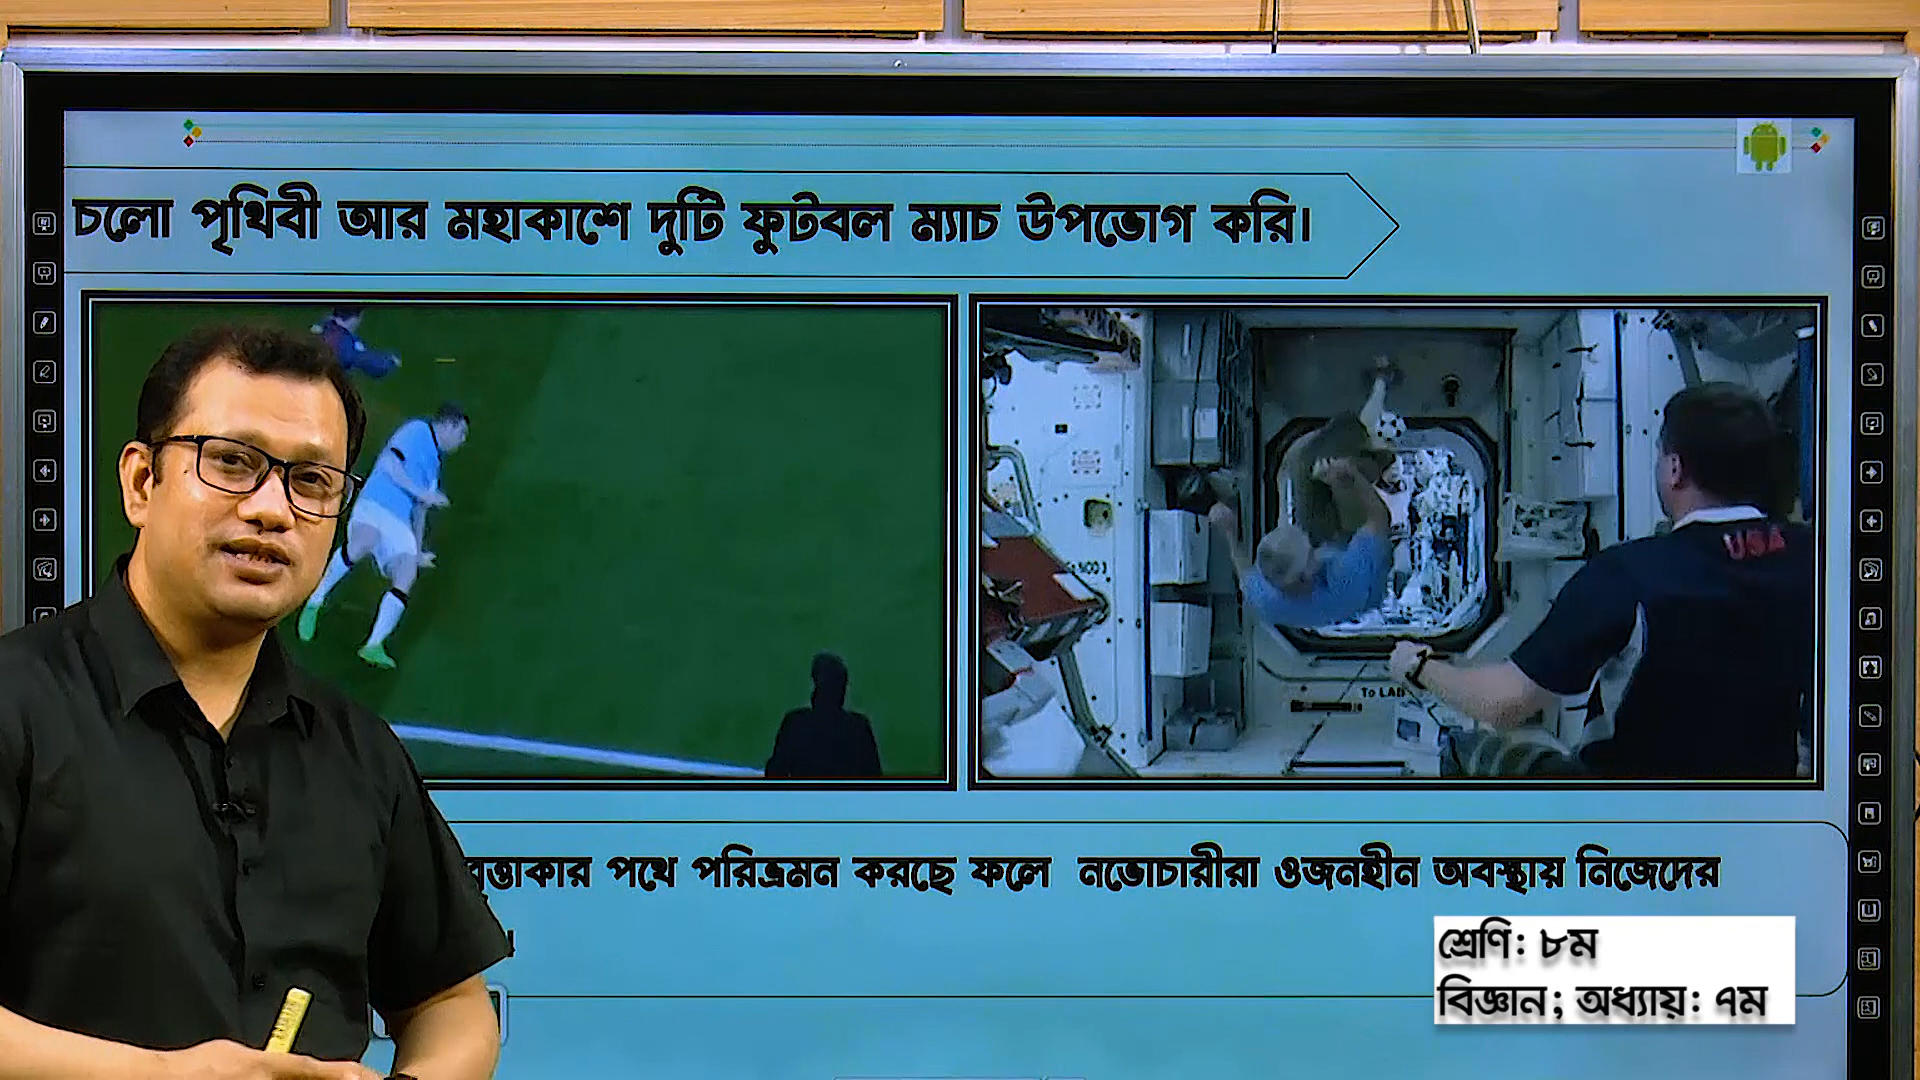 চলো পৃথিবী আর মহাকাশে দুটি ফুটবল ম্যাচ উপভোগ করি।
USA
To LAB
বৃত্তাকার পথে পরিভ্রমন করছে ফলে নভোচারীরা ওজনহীন অবস্থায় নিজেদের
শ্রেণি: ৮ম
বিজ্ঞান; অধ্যায়: ৭ম